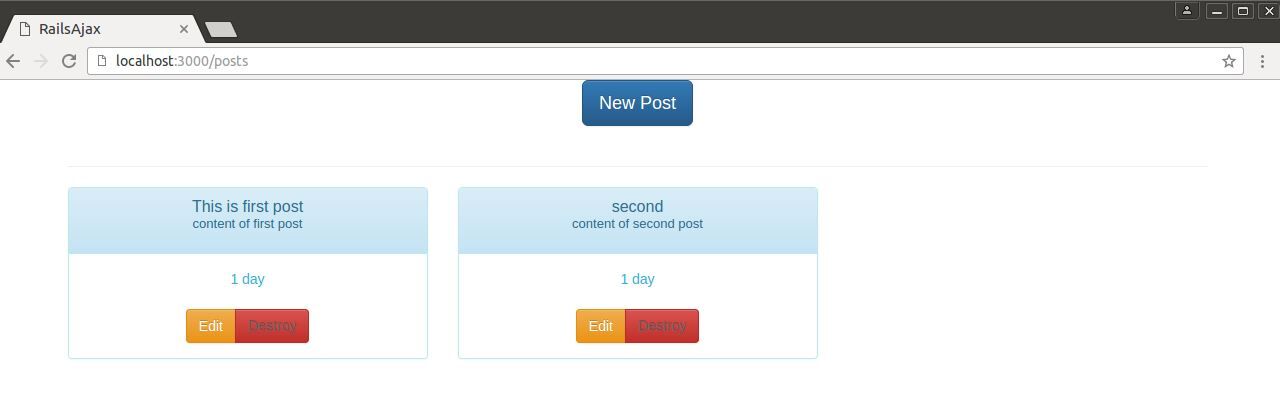 RailsAjax
localhost:3000/posts
New Post
This is first post
content of first post
1 day
Edit Destroy
second
content of second post
1 day
Edit Destroy